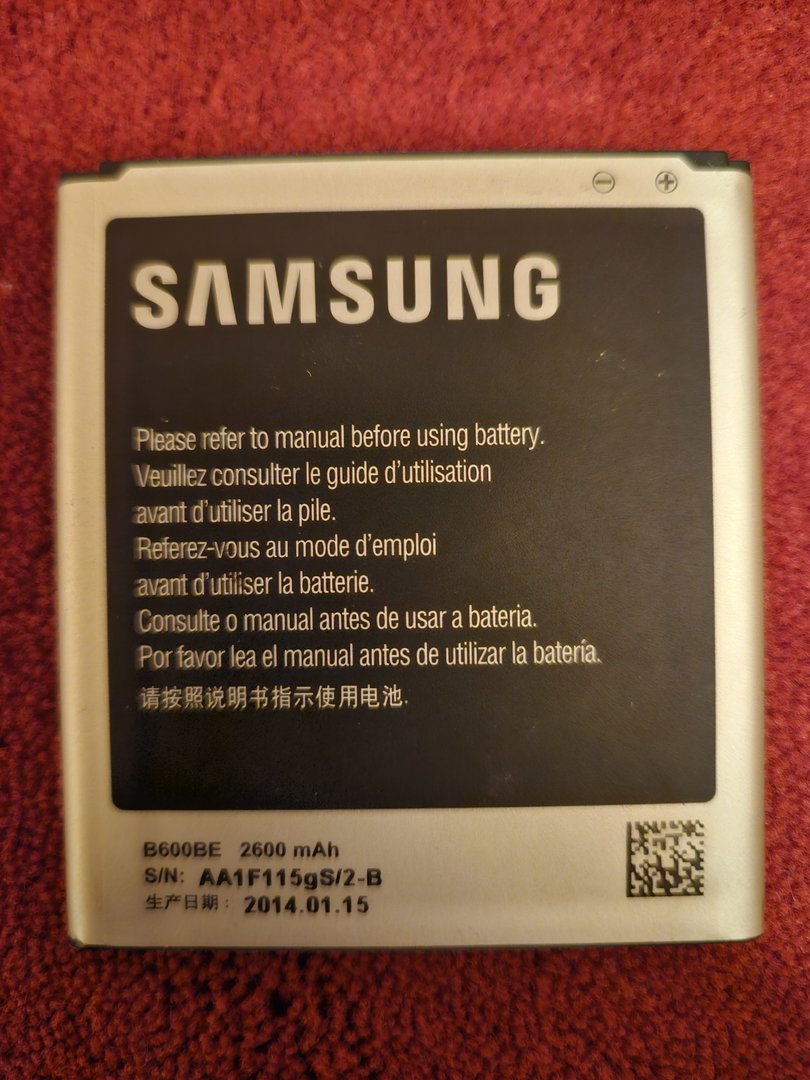 ⊖ ⊕
SAMSUNG
Please refer to manual before using battery.
Veuillez consulter le guide d'utilisation
avant d'utiliser la pile.
Referez-vous au mode d'emploi
avant d'utiliser la batterie.
Consulte o manual antes de usar a bateria.
Por favor lea el manual antes de utilizar la batería.
请按照说明书指示使用电池.
B600BE 2600 mAh
S/N: AA1F115gS/2-B
生产日期: 2014.01.15